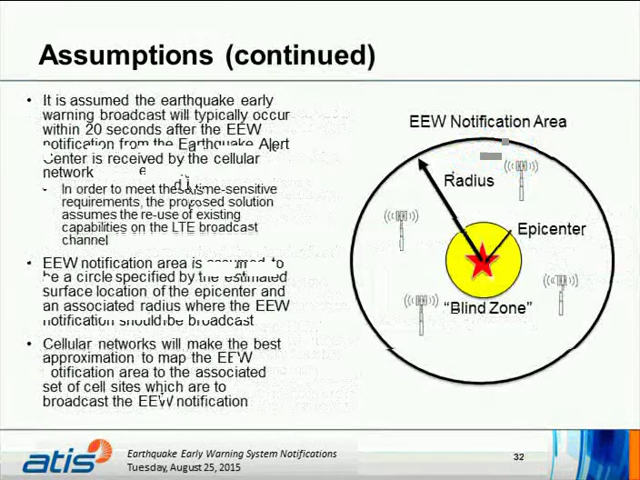 Assumptions (continued)
• It is assumed the earthquake early
warning broadcast will typically occur
within 20 seconds after the EEW
notification from the Earthquake Alert
Center is received by the cellular
network
- In order to meet these time-sensitive
requirements, the proposed solution
assumes the re-use of existing
capabilities on the LTE broadcast
channel
• EEW notification area is assumed to
be a circle specified by the estimated
surface location of the epicenter and
an associated radius where the EEW
notification should be broadcast
• Cellular networks will make the best
approximation to map the EEW
notification area to the associated
set of cell sites which are to
broadcast the EEW notification
EEW Notification Area
Radius
Epicenter
“Blind Zone”
atis
Earthquake Early Warning System Notifications
Tuesday, August 25, 2015
32